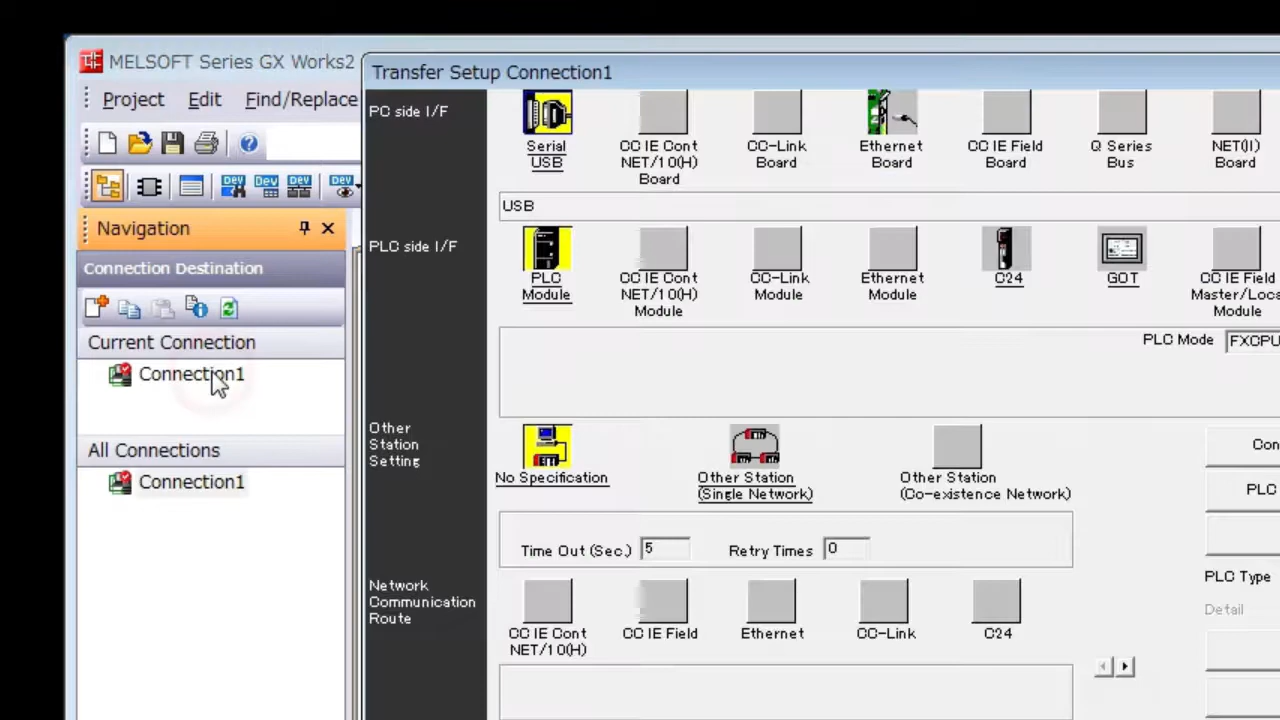 MELSOFT Series GX Works2
Project Edit Find/Replace
Navigation
Connection Destination
Current Connection
Connection1
All Connections
Connection1
Transfer Setup Connection1
PC side I/F
Serial
USB
CC IE Cont
NET/10(H)
Board
CC-Link
Board
Ethernet
Board
CC IE Field
Board
Q Series
Bus
NET(II)
Board
USB
PLC side I/F
PLC
Module
CC IE Cont
NET/10(H)
Module
CC-Link
Module
Ethernet
Module
C24
GOT
CC IE Field
Master/Loca
Module
PLC Mode FXCPU
Other
Station
Setting
No Specification
Other Station
(Single Network)
Other Station
(Co-existence Network)
Con
PLC
Time Out (Sec.) 5 Retry Times 0
PLC Type
Detail
Network
Communication
Route
CC IE Cont
NET/10(H)
CC IE Field
Ethernet
CC-Link
C24